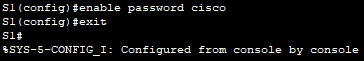 S1(config)#enable password cisco
S1(config)#exit
S1#
%SYS-5-CONFIG_I: Configured from console by console